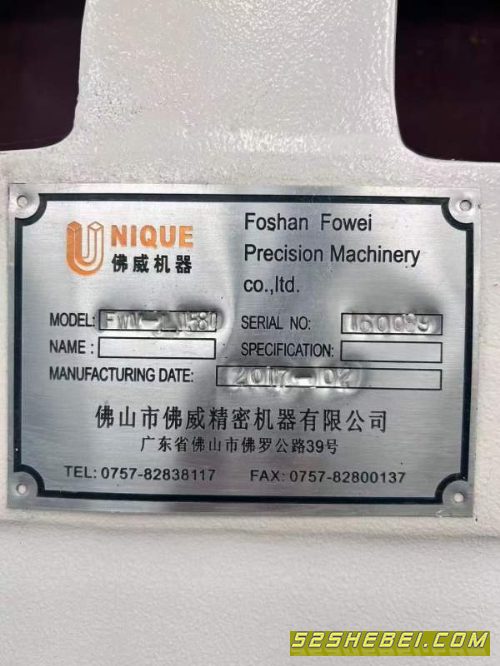 UNIQUE
佛威机器
Foshan Fowei
Precision Machinery
co.,ltd.
MODEL:
SERIAL NO:
NAME :
SPECIFICATION:
MANUFACTURING DATE: 2017-107
佛山市佛威精密机器有限公司
广东省佛山市佛罗公路39号
TEL: 0757-82838117 FAX: 0757-82800137
52SHEBEI.COM